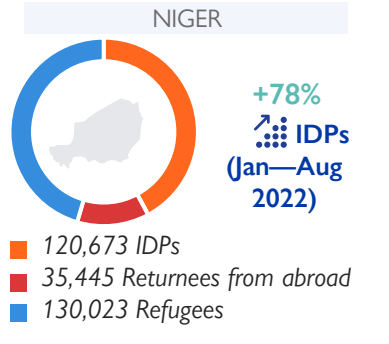 NIGER
+78%
IDPs
(Jan—Aug
2022)
120,673 IDPs
35,445 Returnees from abroad
130,023 Refugees